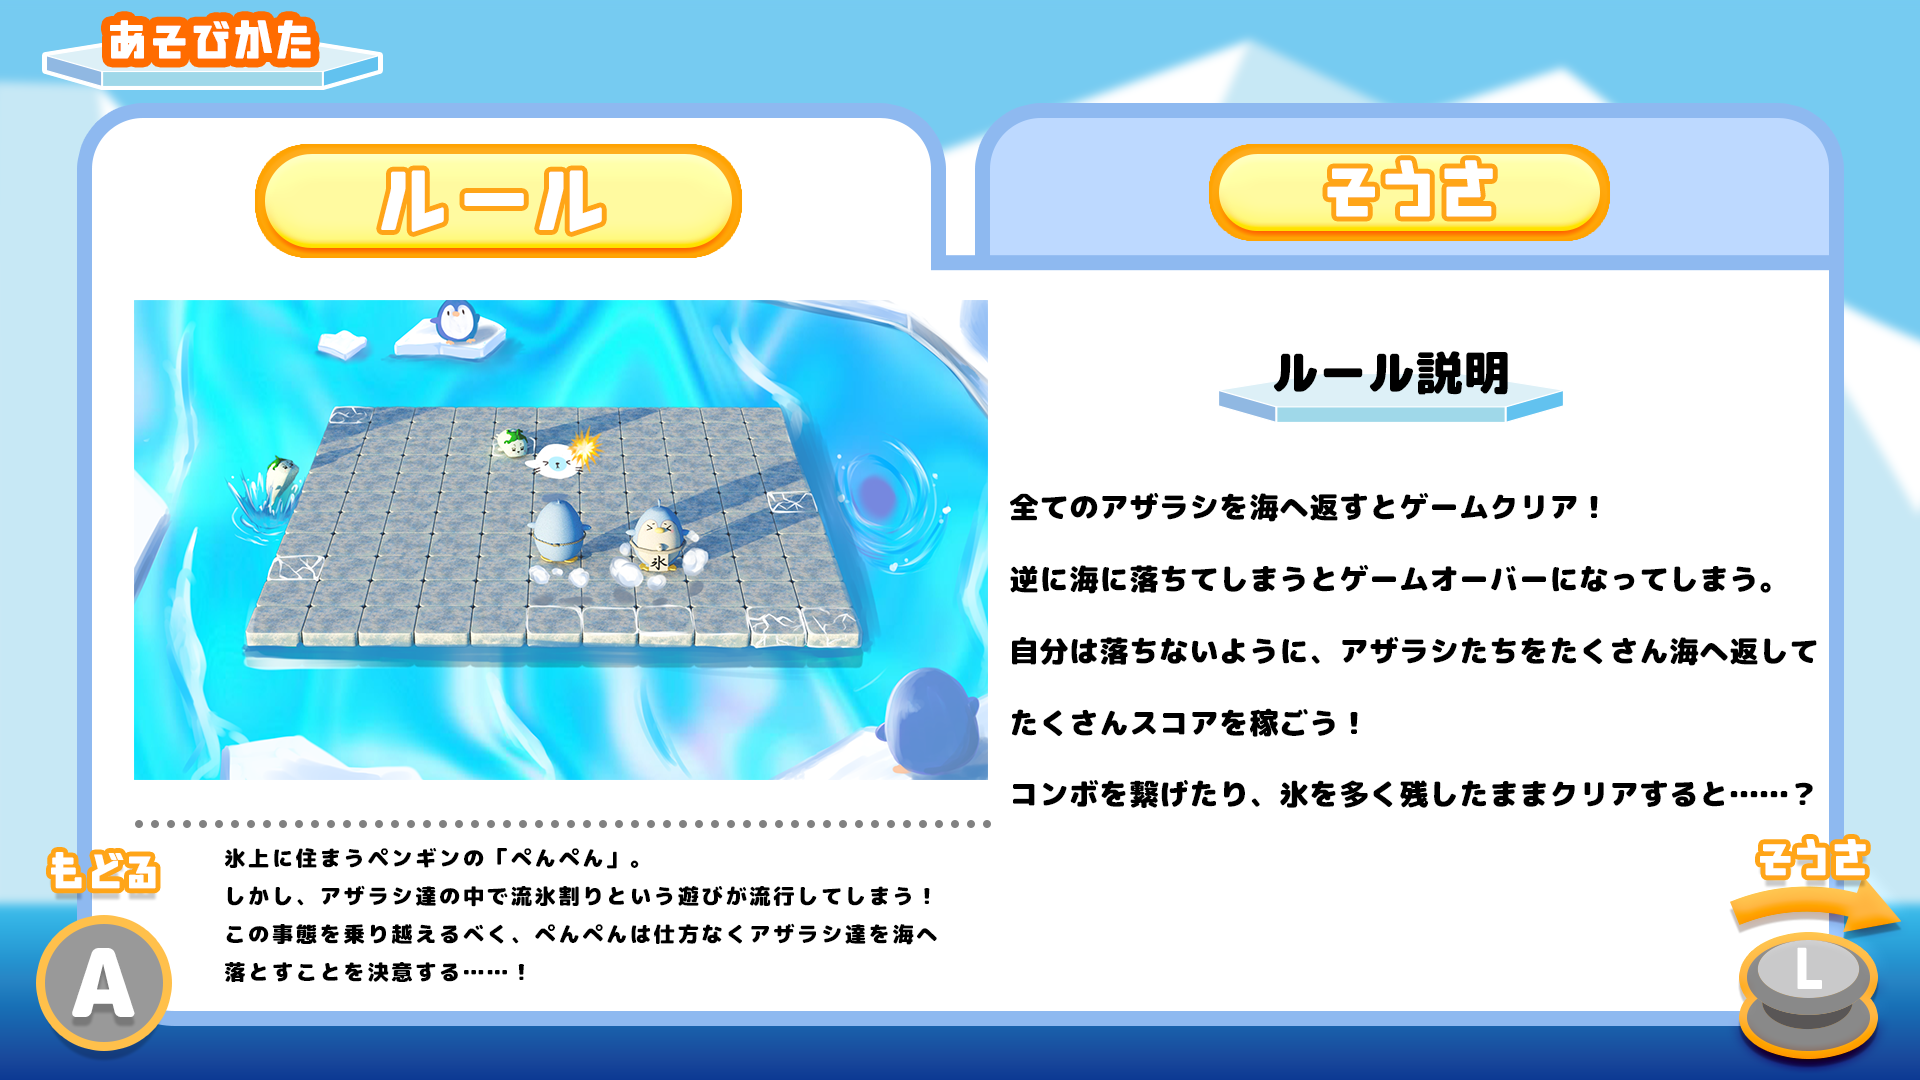 あそびかた
ルール
そうさ
氷
ルール説明
全てのアザラシを海へ返すとゲームクリア！
逆に海に落ちてしまうとゲームオーバーになってしまう。
自分は落ちないように、アザラシたちをたくさん海へ返して
たくさんスコアを稼ごう！
コンボを繋げたり、氷を多く残したままクリアすると……？
氷上に住まうペンギンの「ぺんぺん」。
しかし、アザラシ達の中で流氷割りという遊びが流行してしまう！
この事態を乗り越えるべく、ぺんぺんは仕方なくアザラシ達を海へ
落とすことを決意する……！
もどる
A
そうさ
L